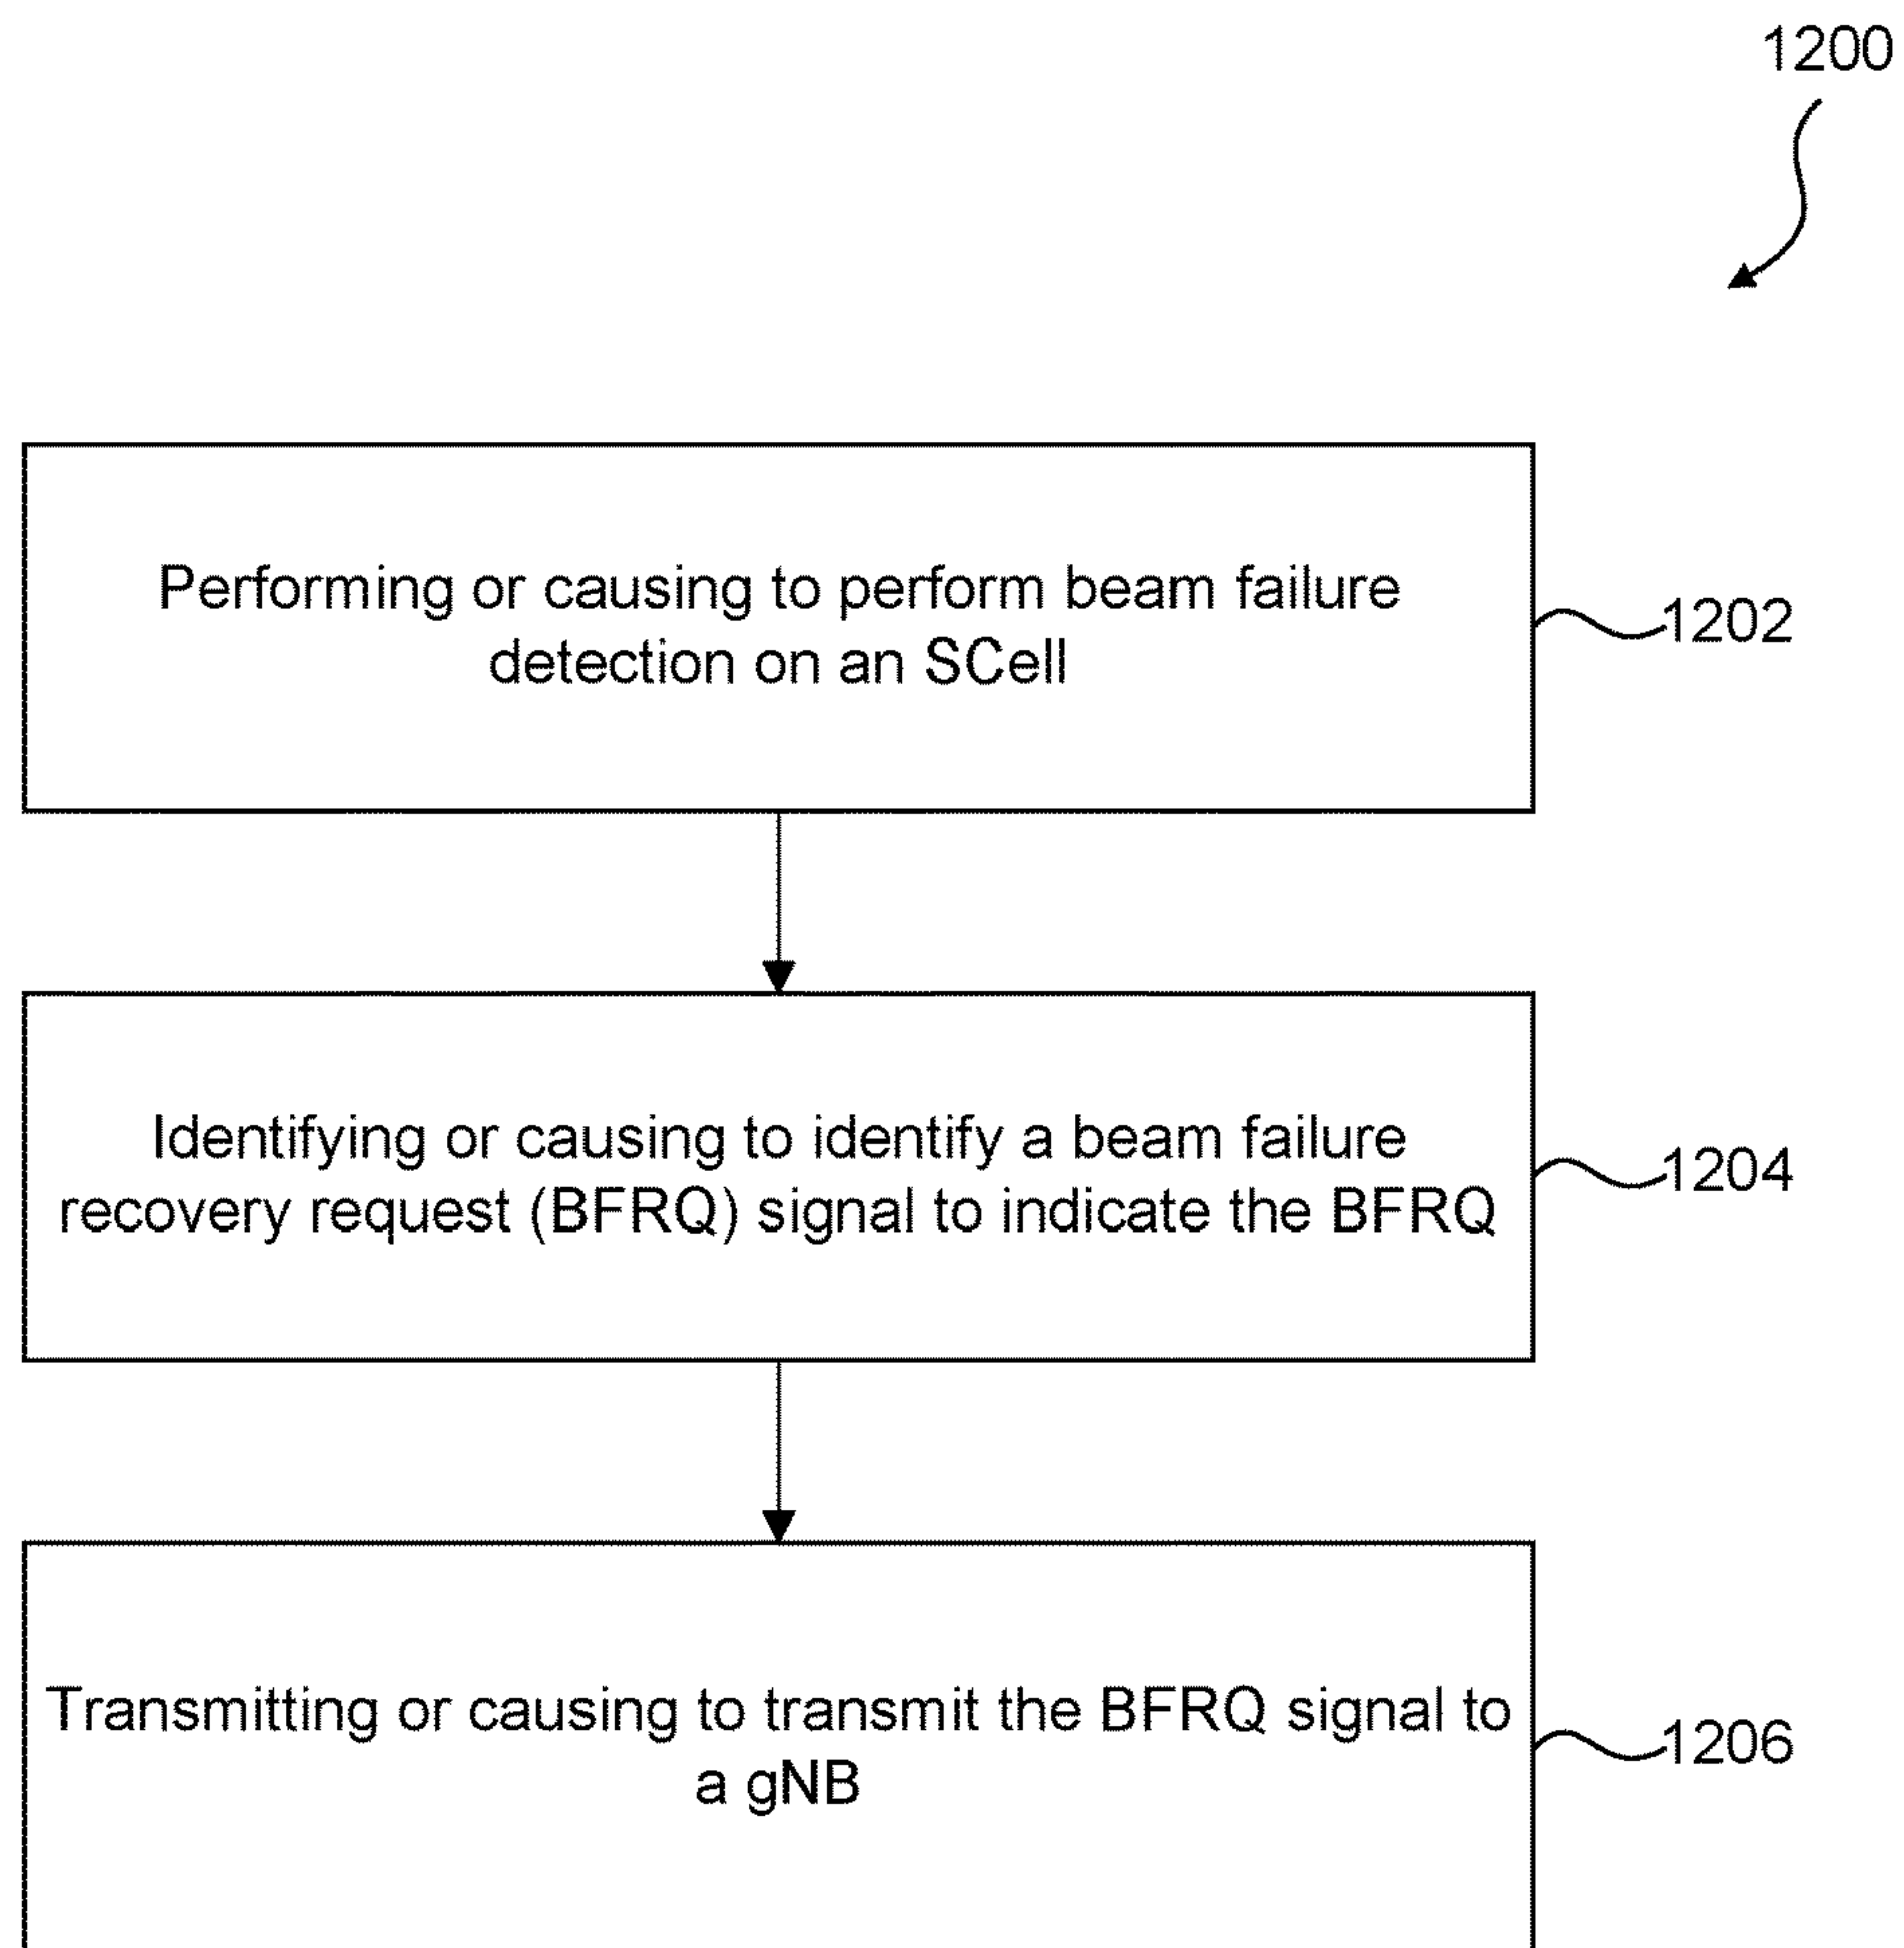 1200
Performing or causing to perform beam failure
detection on an SCell
1202
Identifying or causing to identify a beam failure
recovery request (BFRQ) signal to indicate the BFRQ
1204
Transmitting or causing to transmit the BFRQ signal to
a gNB
1206